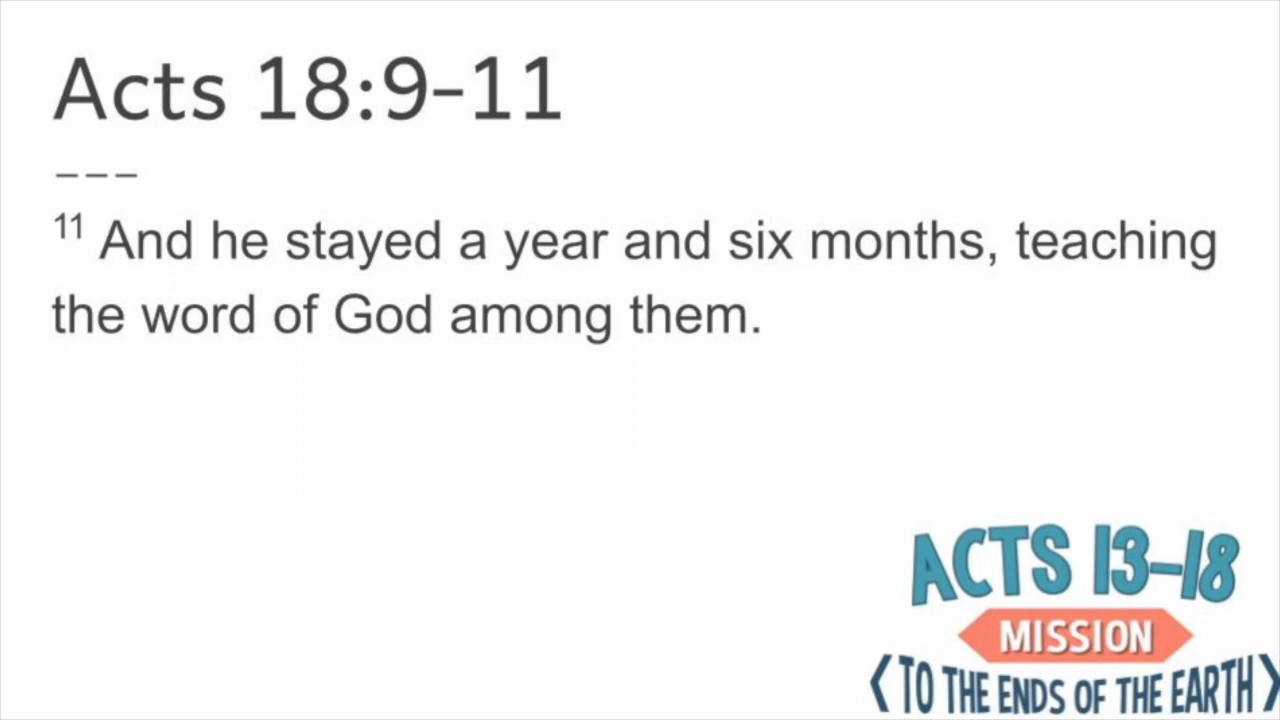 Acts 18:9–11
---
11 And he stayed a year and six months, teaching
the word of God among them.
ACTS 13–18
MISSION
TO THE ENDS OF THE EARTH